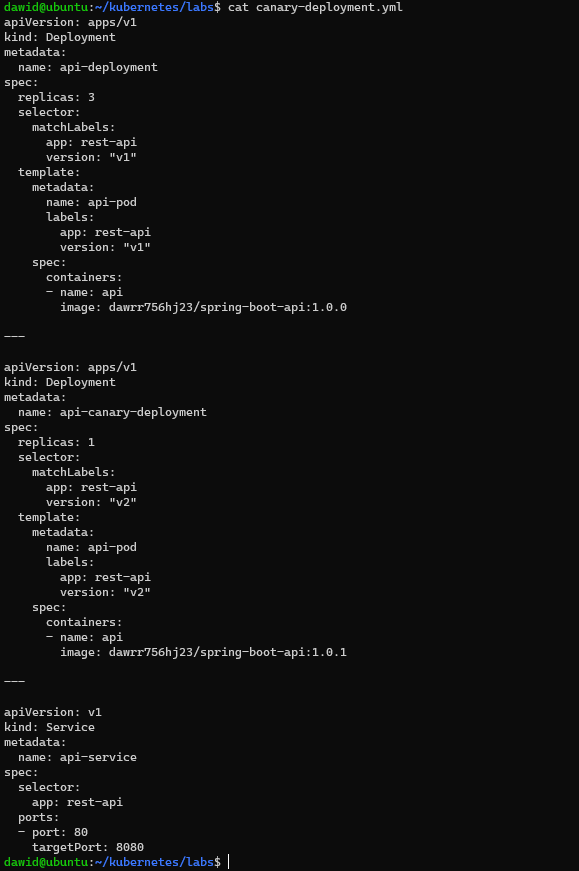 dawid@ubuntu:~/kubernetes/labs$ cat canary-deployment.yml
apiVersion: apps/v1
kind: Deployment
metadata:
  name: api-deployment
spec:
  replicas: 3
  selector:
    matchLabels:
      app: rest-api
      version: "v1"
  template:
    metadata:
      name: api-pod
      labels:
        app: rest-api
        version: "v1"
    spec:
      containers:
      - name: api
        image: dawrr756hj23/spring-boot-api:1.0.0

---

apiVersion: apps/v1
kind: Deployment
metadata:
  name: api-canary-deployment
spec:
  replicas: 1
  selector:
    matchLabels:
      app: rest-api
      version: "v2"
  template:
    metadata:
      name: api-pod
      labels:
        app: rest-api
        version: "v2"
    spec:
      containers:
      - name: api
        image: dawrr756hj23/spring-boot-api:1.0.1

---

apiVersion: v1
kind: Service
metadata:
  name: api-service
spec:
  selector:
    app: rest-api
  ports:
  - port: 80
    targetPort: 8080
dawid@ubuntu:~/kubernetes/labs$